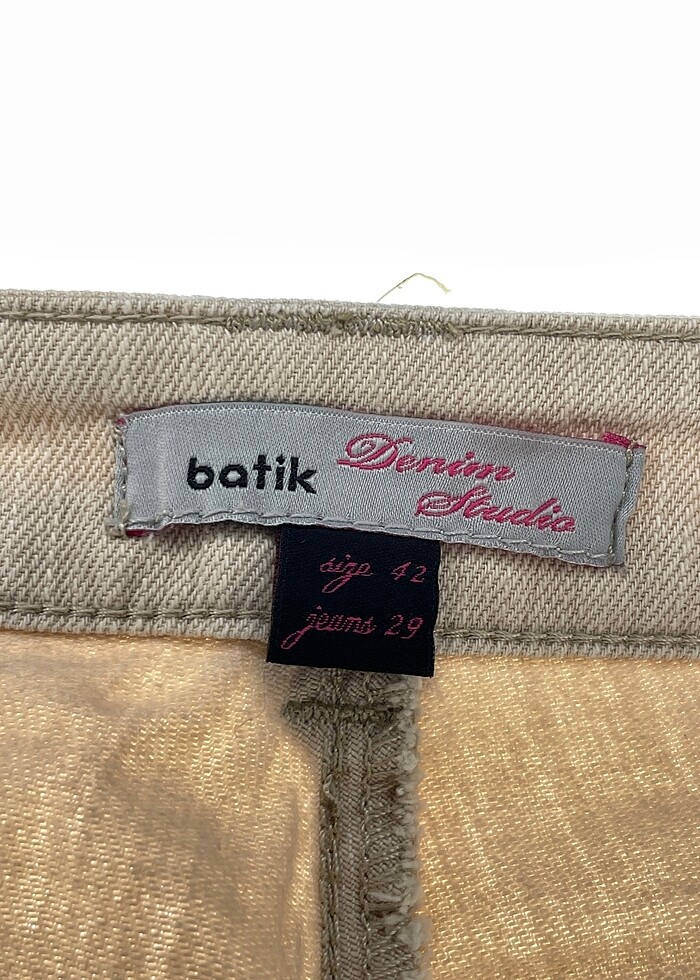 batik Denim
Studio
size 42
jeans 29